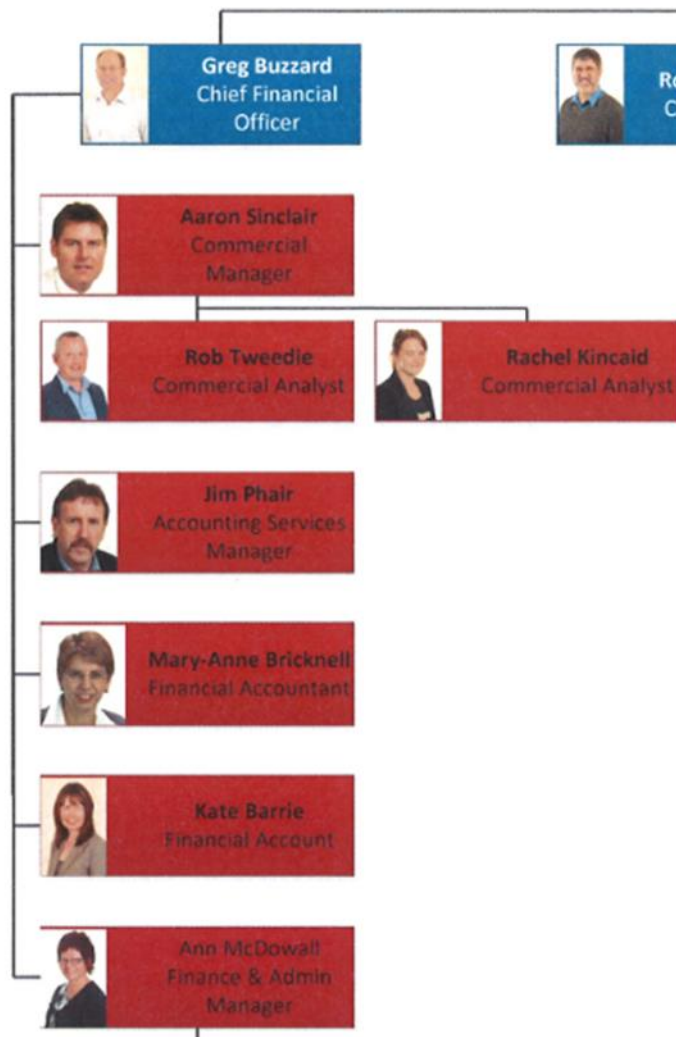 Greg Buzzard
Chief Financial
Officer
Aaron Sinclair
Commercial
Manager
Rob Tweedie
Commercial Analyst
Rachel Kincaid
Commercial Analyst
Jim Phair
Accounting Services
Manager
Mary-Anne Bricknell
Financial Accountant
Kate Barrie
Financial Account
Ann McDowall
Finance & Admin
Manager